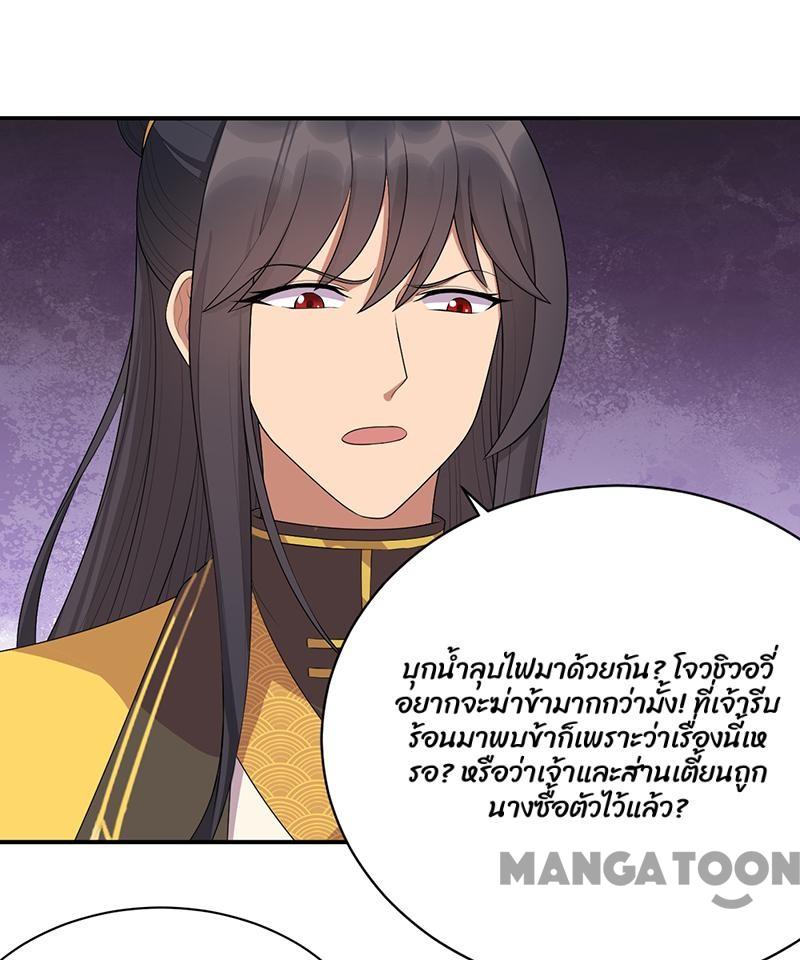 บุกน้ำลุยไฟมาด้วยกัน? โจวชิวอวี่
อยากจะฆ่าข้ามากกว่ามั้ง! ที่เจ้ารีบ
ร้อนมาพบข้าก็เพราะว่าเรื่องนี้เห
รอ? หรือว่าเจ้าและส่านเตี้ยนถูก
นางซื้อตัวไว้แล้ว?
MANGATOON